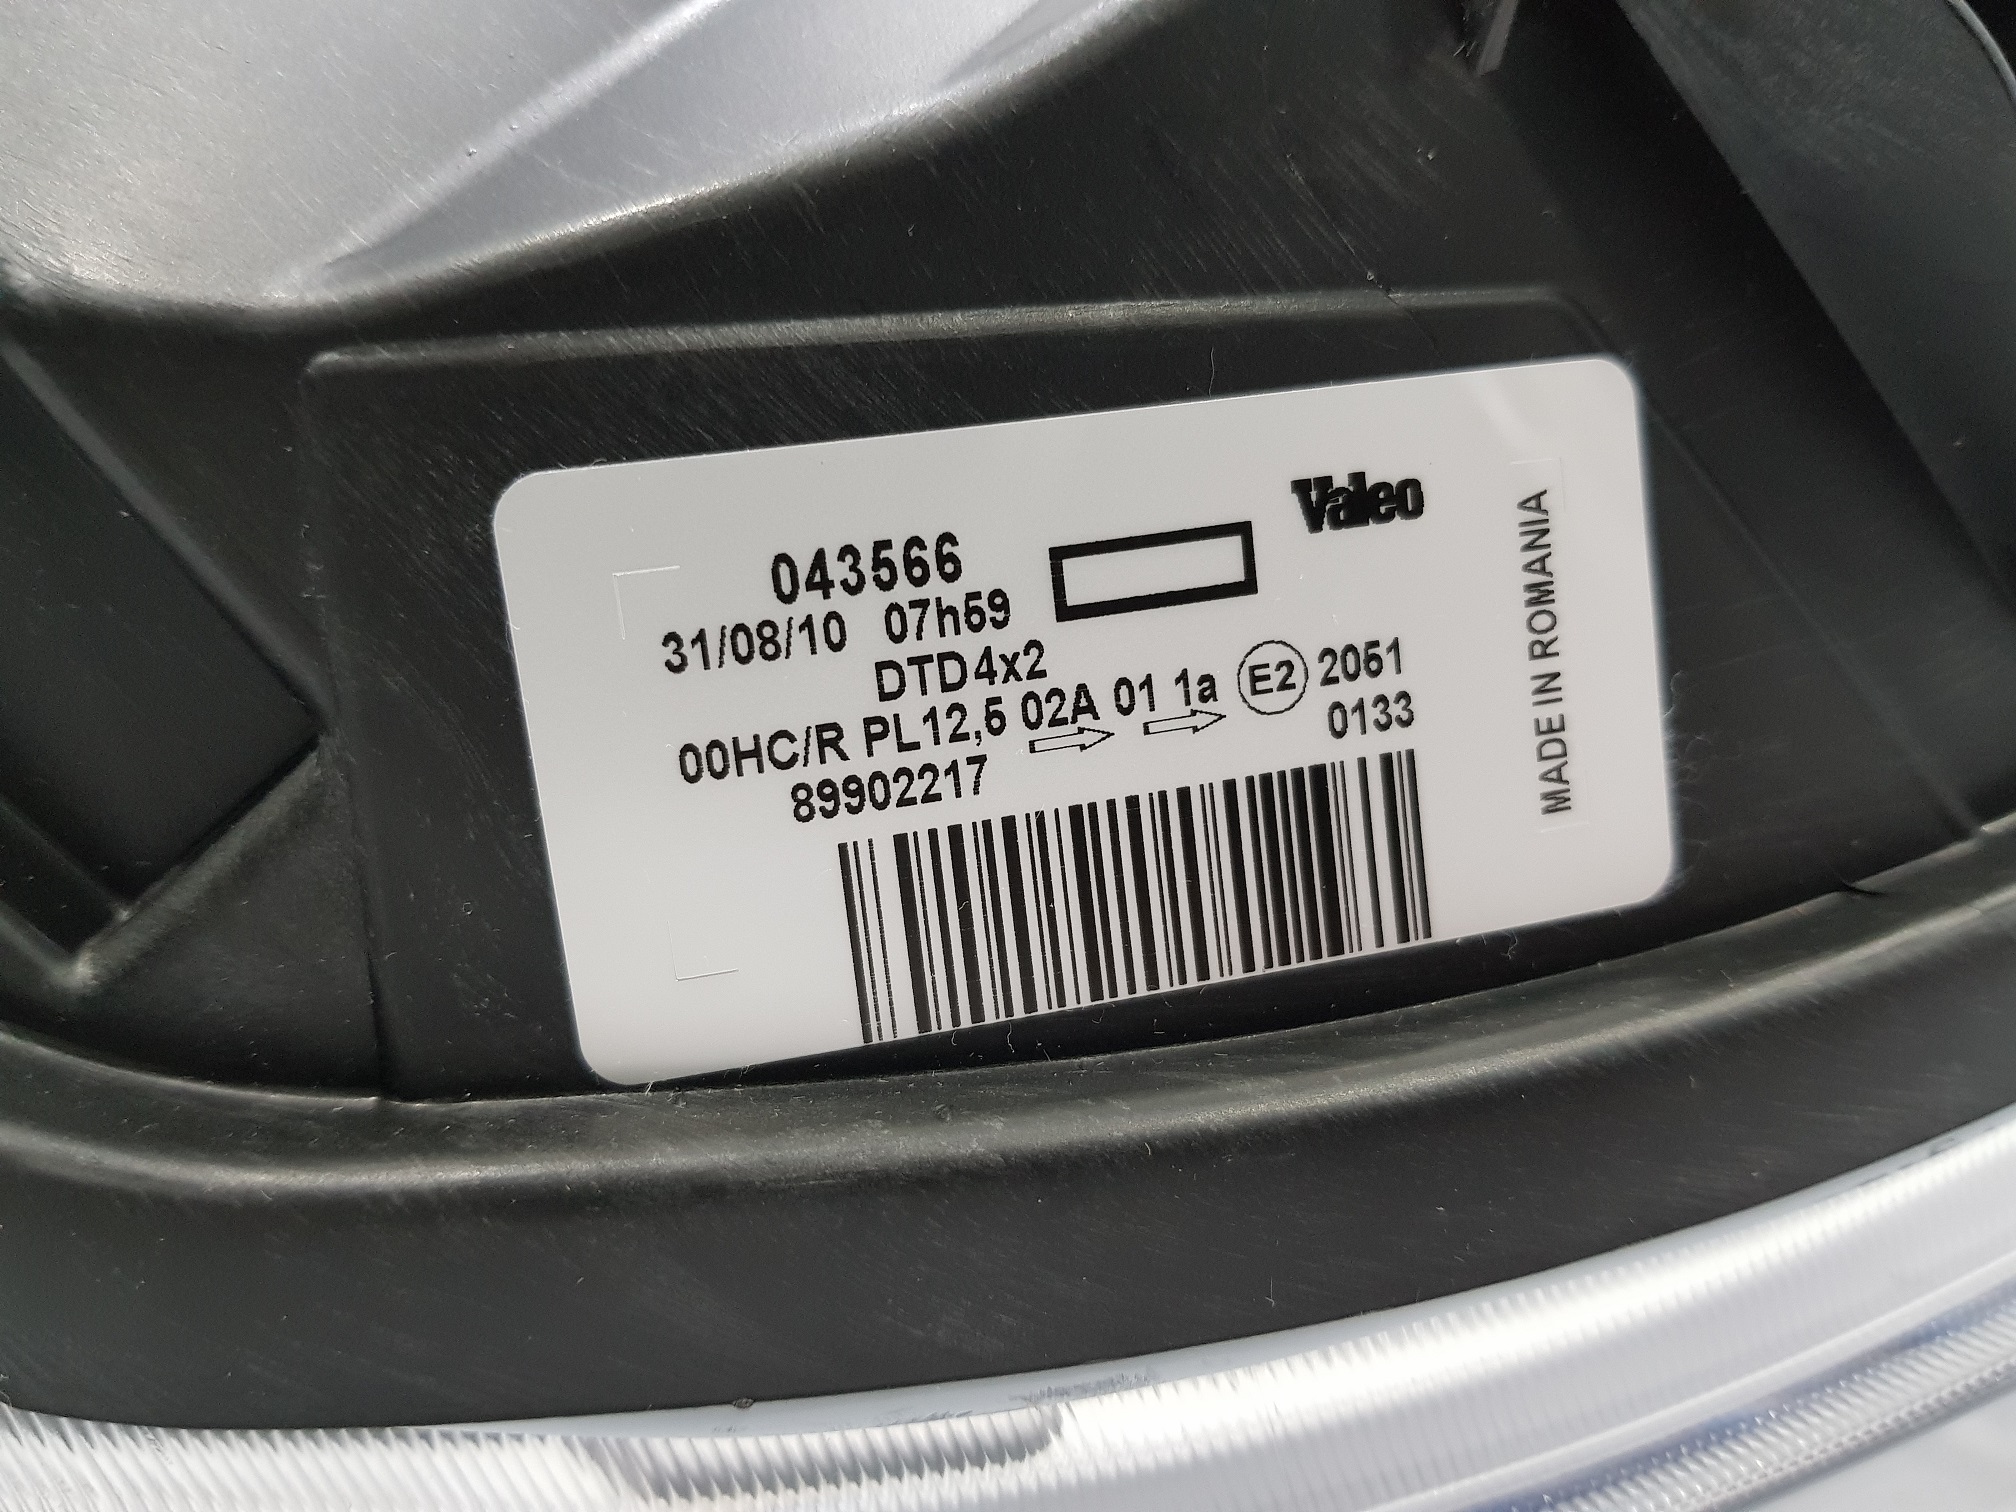 Valeo
043566
31/08/10 07h59
DTD4x2
00HC/R PL12,5 02A 01 1a E2 2051
0133
89902217
MADE IN ROMANIA